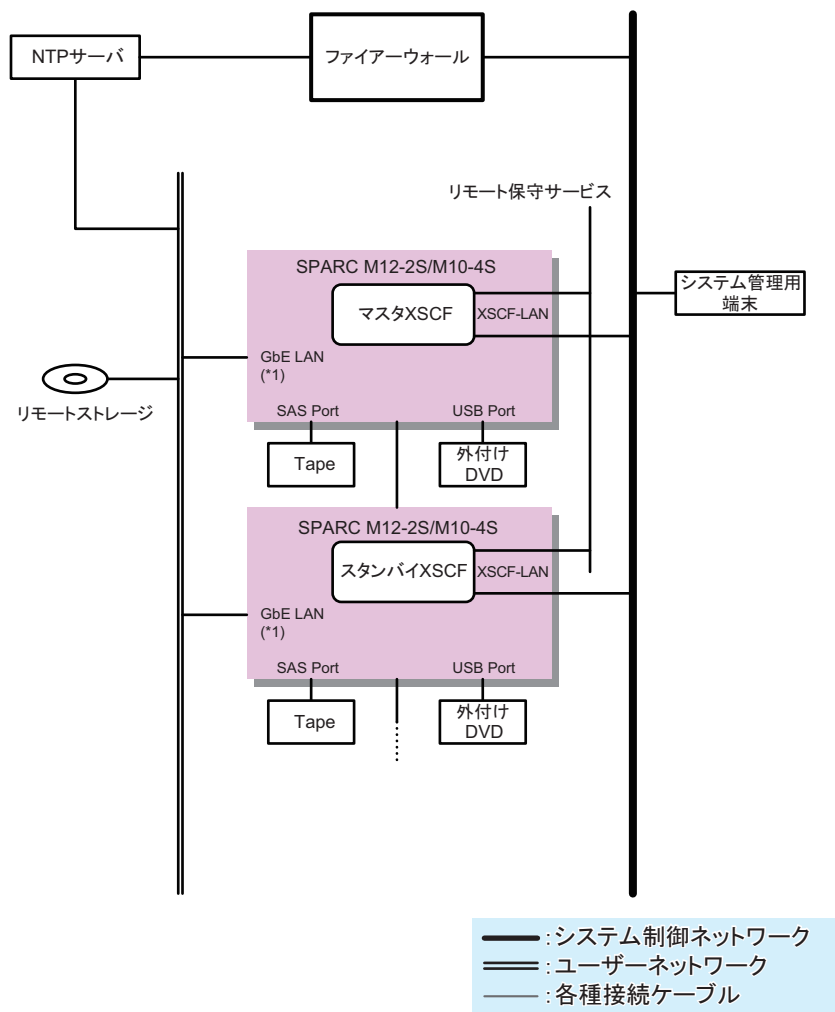 NTPサーバ
ファイアーウォール
リモート保守サービス
SPARC M12-2S/M10-4S
マスタXSCF
XSCF-LAN
システム管理用
端末
GbE LAN
(*1)
リモートストレージ
SAS Port
USB Port
Tape
外付け
DVD
SPARC M12-2S/M10-4S
スタンバイXSCF
XSCF-LAN
GbE LAN
(*1)
SAS Port
USB Port
Tape
外付け
DVD
:システム制御ネットワーク
:ユーザーネットワーク
:各種接続ケーブル